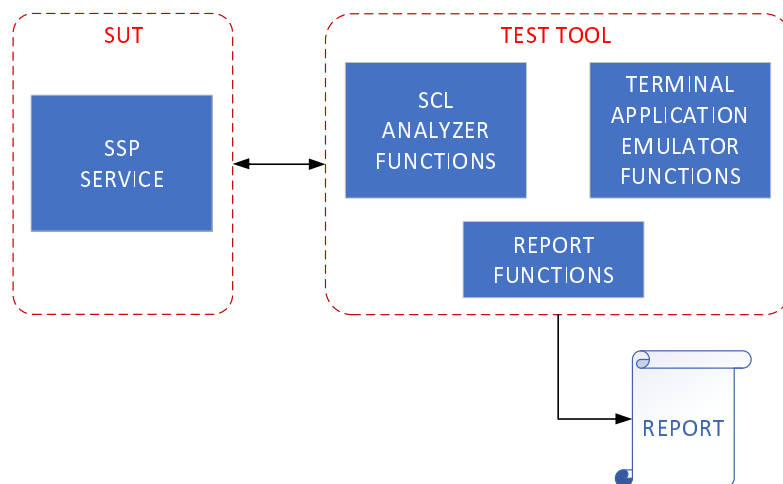 SUT
SSP
SERVICE
TEST TOOL
SCL
ANALYZER
FUNCTIONS
TERMINAL
APPLICATION
EMULATOR
FUNCTIONS
REPORT
FUNCTIONS
REPORT